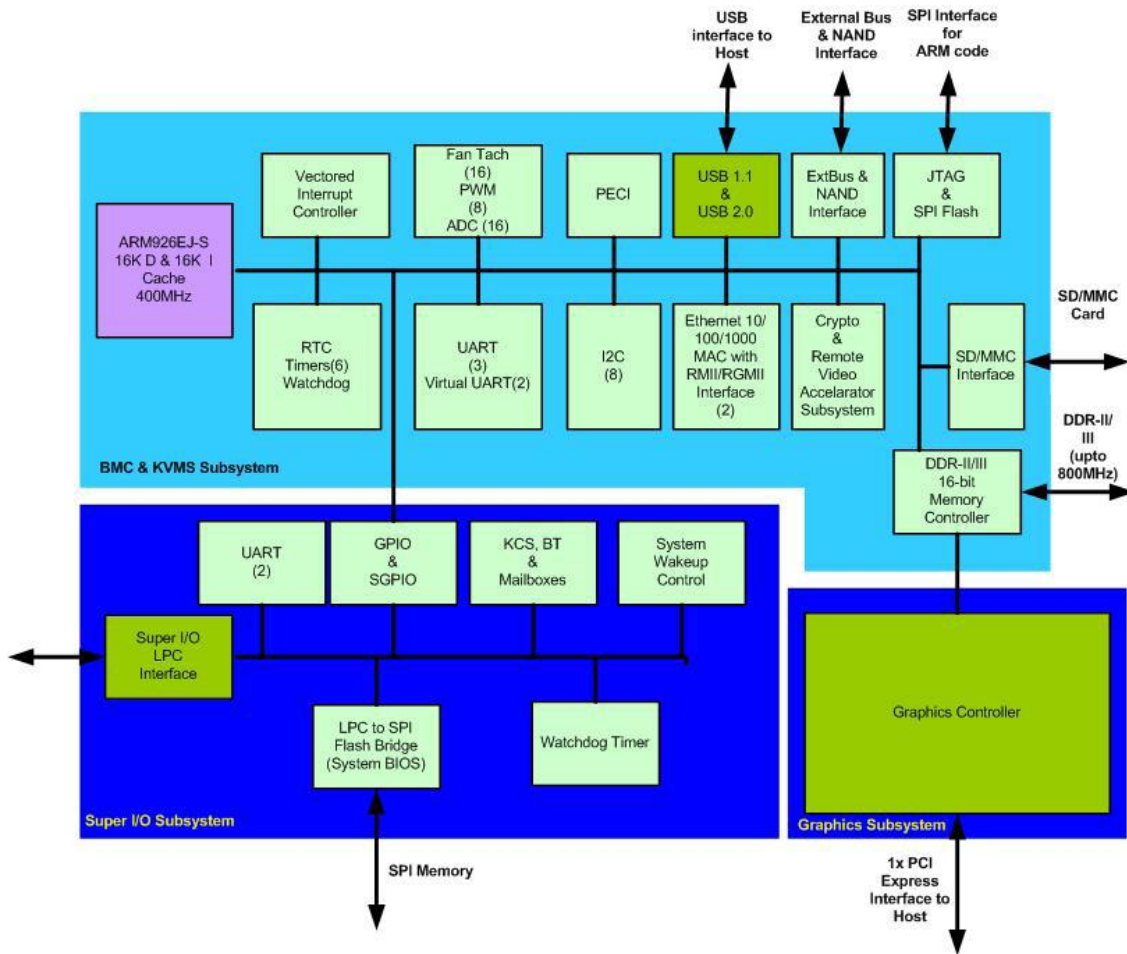 USB
interface to
Host
External Bus
& NAND
Interface
SPI Interface
for
ARM code
Vectored
Interrupt
Controller
Fan Tach
(16)
PWM
(8)
ADC (16)
PECI
USB 1.1
&
USB 2.0
ExtBus &
NAND
Interface
JTAG
&
SPI Flash
ARM926EJ-S
16K D & 16K I
Cache
400MHz
RTC
Timers(6)
Watchdog
UART
(3)
Virtual UART(2)
I2C
(8)
Ethernet 10/
100/1000
MAC with
RMII/RGMII
Interface
(2)
Crypto
&
Remote
Video
Accelarator
Subsystem
SD/MMC
Interface
SD/MMC
Card
BMC & KVMS Subsystem
DDR-II/III
16-bit
Memory
Controller
DDR-II/
III
(upto
800MHz)
UART
(2)
GPIO
&
SGPIO
KCS, BT
&
Mailboxes
System
Wakeup
Control
Super I/O
LPC
Interface
LPC to SPI
Flash Bridge
(System BIOS)
Watchdog Timer
Super I/O Subsystem
Graphics Controller
Graphics Subsystem
SPI Memory
1x PCI
Express
Interface to
Host